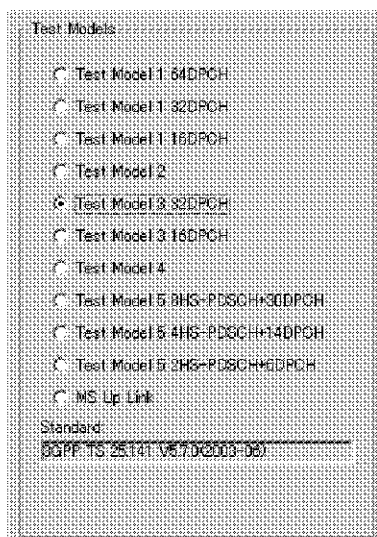 Test Models
Test Model 1 64DPCH
Test Model 1 32DPCH
Test Model 1 16DPCH
Test Model 2
Test Model 3 32DPCH
Test Model 3 16DPCH
Test Model 4
Test Model 5 8HS-PDSCH+30DPCH
Test Model 5 4HS-PDSCH+14DPCH
Test Model 5 2HS-PDSCH+6DPCH
MS Up Link
Standard
3GPP TS 25.141 V5.7.0(2003-06)